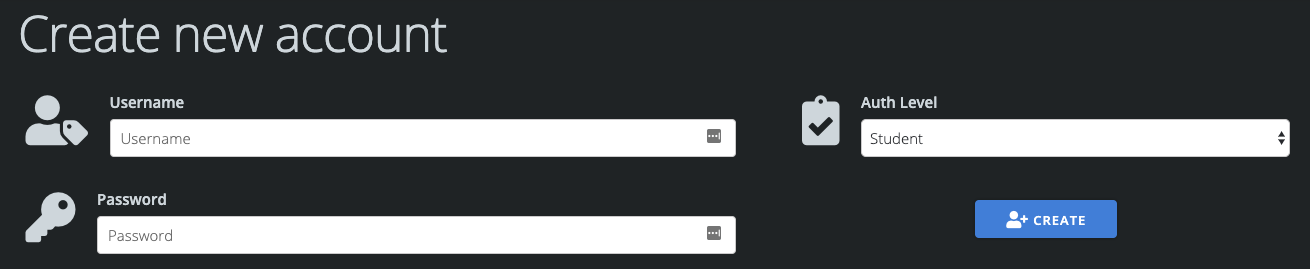 Create new account
Username
Username
Auth Level
Student
Password
Password
CREATE